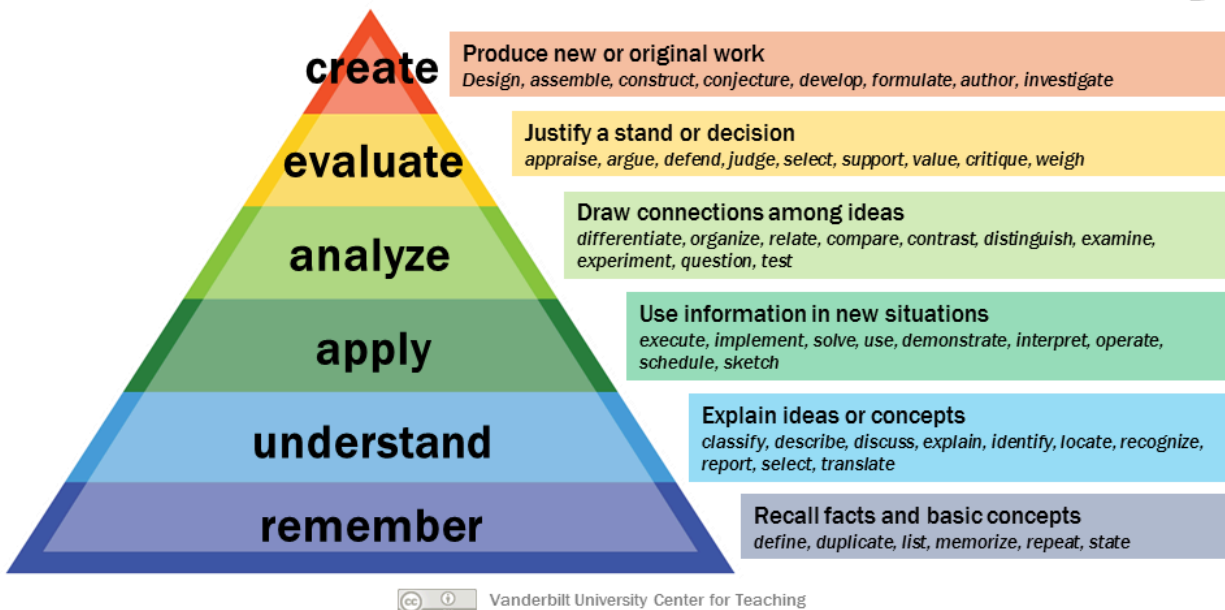 create
Produce new or original work
Design, assemble, construct, conjecture, develop, formulate, author, investigate
evaluate
Justify a stand or decision
appraise, argue, defend, judge, select, support, value, critique, weigh
analyze
Draw connections among ideas
differentiate, organize, relate, compare, contrast, distinguish, examine,
experiment, question, test
apply
Use information in new situations
execute, implement, solve, use, demonstrate, interpret, operate,
schedule, sketch
understand
Explain ideas or concepts
classify, describe, discuss, explain, identify, locate, recognize,
report, select, translate
remember
Recall facts and basic concepts
define, duplicate, list, memorize, repeat, state
cc Vanderbilt University Center for Teaching